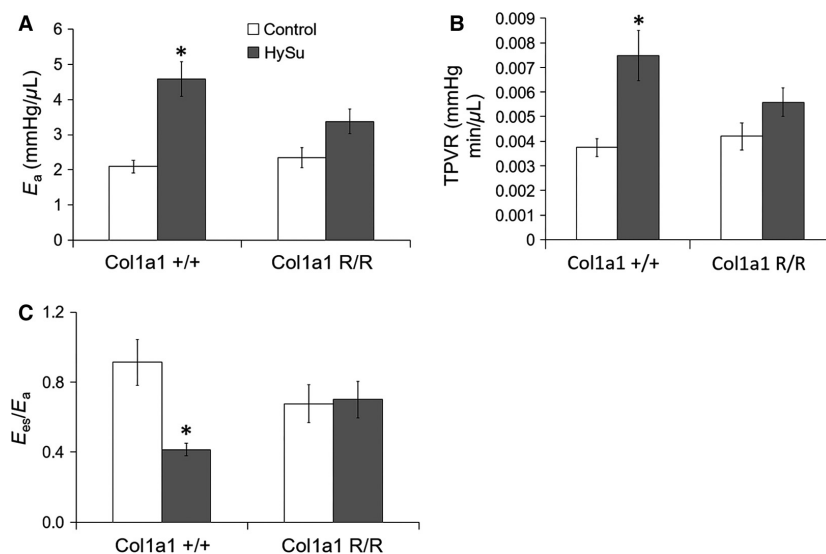 A
6
5
4
3
2
1
0
Ea (mmHg/µL)
*
Control
HySu
Col1a1 +/+
Col1a1 R/R
B
0.009
0.008
0.007
0.006
0.005
0.004
0.003
0.002
0.001
0
TPVR (mmHg
min/µL)
*
Col1a1 +/+
Col1a1 R/R
C
1.2
0.8
0.4
0.0
Ees/Ea
*
Col1a1 +/+
Col1a1 R/R